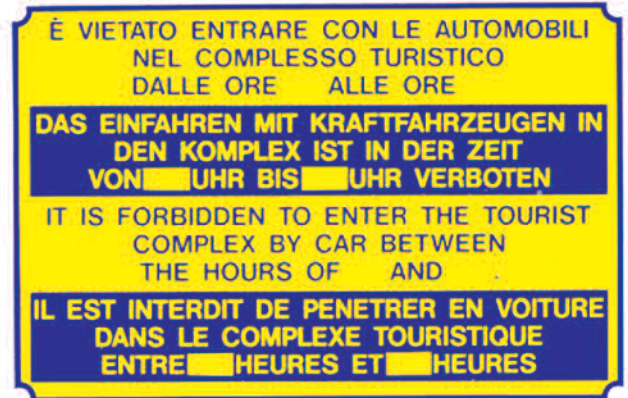 È VIETATO ENTRARE CON LE AUTOMOBILI
NEL COMPLESSO TURISTICO
DALLE ORE ALLE ORE
DAS EINFAHREN MIT KRAFTFAHRZEUGEN IN
DEN KOMPLEX IST IN DER ZEIT
VON UHR BIS UHR VERBOTEN
IT IS FORBIDDEN TO ENTER THE TOURIST
COMPLEX BY CAR BETWEEN
THE HOURS OF AND .
IL EST INTERDIT DE PENETRER EN VOITURE
DANS LE COMPLEXE TOURISTIQUE
ENTRE HEURES ET HEURES